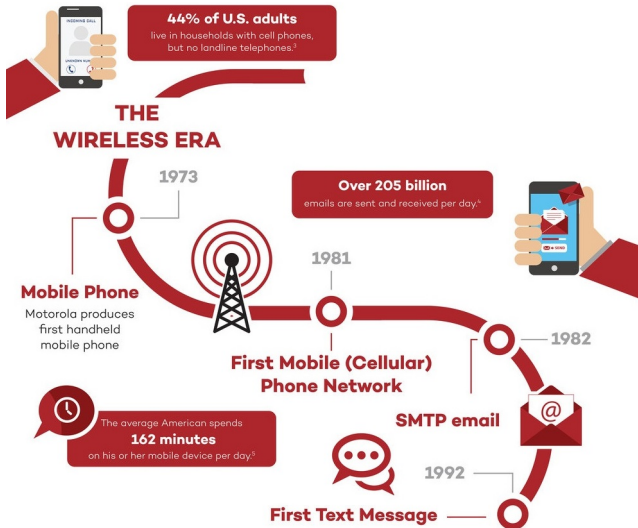 INCOMING CALL
44% of U.S. adults
live in households with cell phones,
but no landline telephones.³
THE
WIRELESS ERA
1973
Over 205 billion
emails are sent and received per day.⁴
SEND
1981
Mobile Phone
Motorola produces
first handheld
mobile phone
First Mobile (Cellular)
Phone Network
1982
SMTP email
@
The average American spends
162 minutes
on his or her mobile device per day.⁵
1992
First Text Message